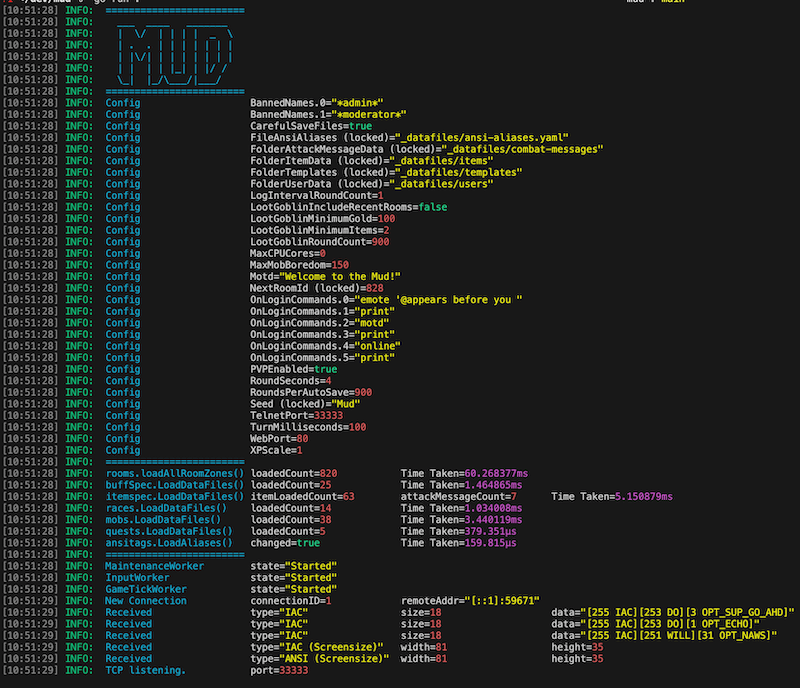 [10:51:28] INFO: ========================
[10:51:28] INFO:
[10:51:28] INFO:
[10:51:28] INFO:
[10:51:28] INFO: MUD
[10:51:28] INFO:
[10:51:28] INFO:
[10:51:28] INFO: ========================
[10:51:28] INFO: Config BannedNames.0="*admin*"
[10:51:28] INFO: Config BannedNames.1="*moderator*"
[10:51:28] INFO: Config CarefulSaveFiles=true
[10:51:28] INFO: Config FileAnsiAliases (locked)="_datafiles/ansi-aliases.yaml"
[10:51:28] INFO: Config FolderAttackMessageData (locked)="_datafiles/combat-messages"
[10:51:28] INFO: Config FolderItemData (locked)="_datafiles/items"
[10:51:28] INFO: Config FolderTemplates (locked)="_datafiles/templates"
[10:51:28] INFO: Config FolderUserData (locked)="_datafiles/users"
[10:51:28] INFO: Config LogIntervalRoundCount=1
[10:51:28] INFO: Config LootGoblinIncludeRecentRooms=false
[10:51:28] INFO: Config LootGoblinMinimumGold=100
[10:51:28] INFO: Config LootGoblinMinimumItems=2
[10:51:28] INFO: Config LootGoblinRoundCount=900
[10:51:28] INFO: Config MaxCPUCores=0
[10:51:28] INFO: Config MaxMobBoredom=150
[10:51:28] INFO: Config Motd="Welcome to the Mud!"
[10:51:28] INFO: Config NextRoomId (locked)=828
[10:51:28] INFO: Config OnLoginCommands.0="emote '@appears before you "
[10:51:28] INFO: Config OnLoginCommands.1="print"
[10:51:28] INFO: Config OnLoginCommands.2="motd"
[10:51:28] INFO: Config OnLoginCommands.3="print"
[10:51:28] INFO: Config OnLoginCommands.4="online"
[10:51:28] INFO: Config OnLoginCommands.5="print"
[10:51:28] INFO: Config PVPEnabled=true
[10:51:28] INFO: Config RoundSeconds=4
[10:51:28] INFO: Config RoundsPerAutoSave=900
[10:51:28] INFO: Config Seed (locked)="Mud"
[10:51:28] INFO: Config TelnetPort=33333
[10:51:28] INFO: Config TurnMilliseconds=100
[10:51:28] INFO: Config WebPort=80
[10:51:28] INFO: Config XPScale=1
[10:51:28] INFO: ========================
[10:51:28] INFO: rooms.loadAllRoomZones() loadedCount=820 Time Taken=60.268377ms
[10:51:28] INFO: buffSpec.LoadDataFiles() loadedCount=25 Time Taken=1.464865ms
[10:51:28] INFO: itemspec.LoadDataFiles() itemLoadedCount=63 attackMessageCount=7 Time Taken=5.150879ms
[10:51:28] INFO: races.LoadDataFiles() loadedCount=14 Time Taken=1.034008ms
[10:51:28] INFO: mobs.LoadDataFiles() loadedCount=38 Time Taken=3.440119ms
[10:51:28] INFO: quests.LoadDataFiles() loadedCount=5 Time Taken=379.351µs
[10:51:28] INFO: ansitags.LoadAliases() changed=true Time Taken=159.815µs
[10:51:28] INFO: ========================
[10:51:28] INFO: MaintenanceWorker state="Started"
[10:51:28] INFO: InputWorker state="Started"
[10:51:28] INFO: GameTickWorker state="Started"
[10:51:29] INFO: New Connection connectionID=1 remoteAddr="[::1]:59671"
[10:51:29] INFO: Received type="IAC" size=18 data="[255 IAC][253 DO][3 OPT_SUP_GO_AHD]"
[10:51:29] INFO: Received type="IAC" size=18 data="[255 IAC][253 DO][1 OPT_ECHO]"
[10:51:29] INFO: Received type="IAC" size=18 data="[255 IAC][251 WILL][31 OPT_NAWS]"
[10:51:29] INFO: Received type="IAC (Screensize)" width=81 height=35
[10:51:29] INFO: Received type="ANSI (Screensize)" width=81 height=35
[10:51:29] INFO: TCP listening. port=33333